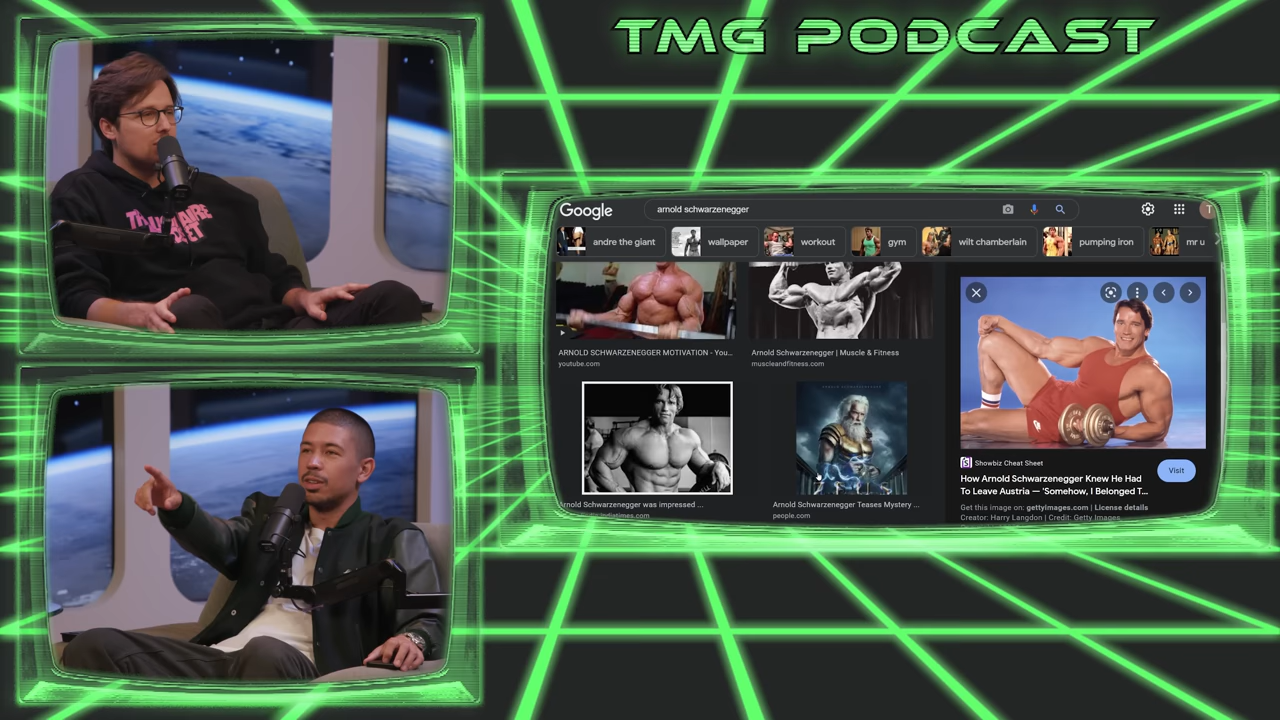 TMG PODCAST
Google
arnold schwarzenegger
T
andre the giant
wallpaper
workout
gym
wilt chamberlain
pumping iron
mr u
ARNOLD SCHWARZENEGGER MOTIVATION - You...
youtube.com
Arnold Schwarzenegger | Muscle & Fitness
muscleandfitness.com
Arnold Schwarzenegger was impressed ...
ARNOLD SCHWARZENEGGER
Arnold Schwarzenegger Teases Mystery ...
people.com
Showbiz Cheat Sheet
Visit
How Arnold Schwarzenegger Knew He Had
To Leave Austria — 'Somehow, I Belonged T...
Get this image on: gettyimages.com | License details
Creator: Harry Langdon | Credit: Getty Images